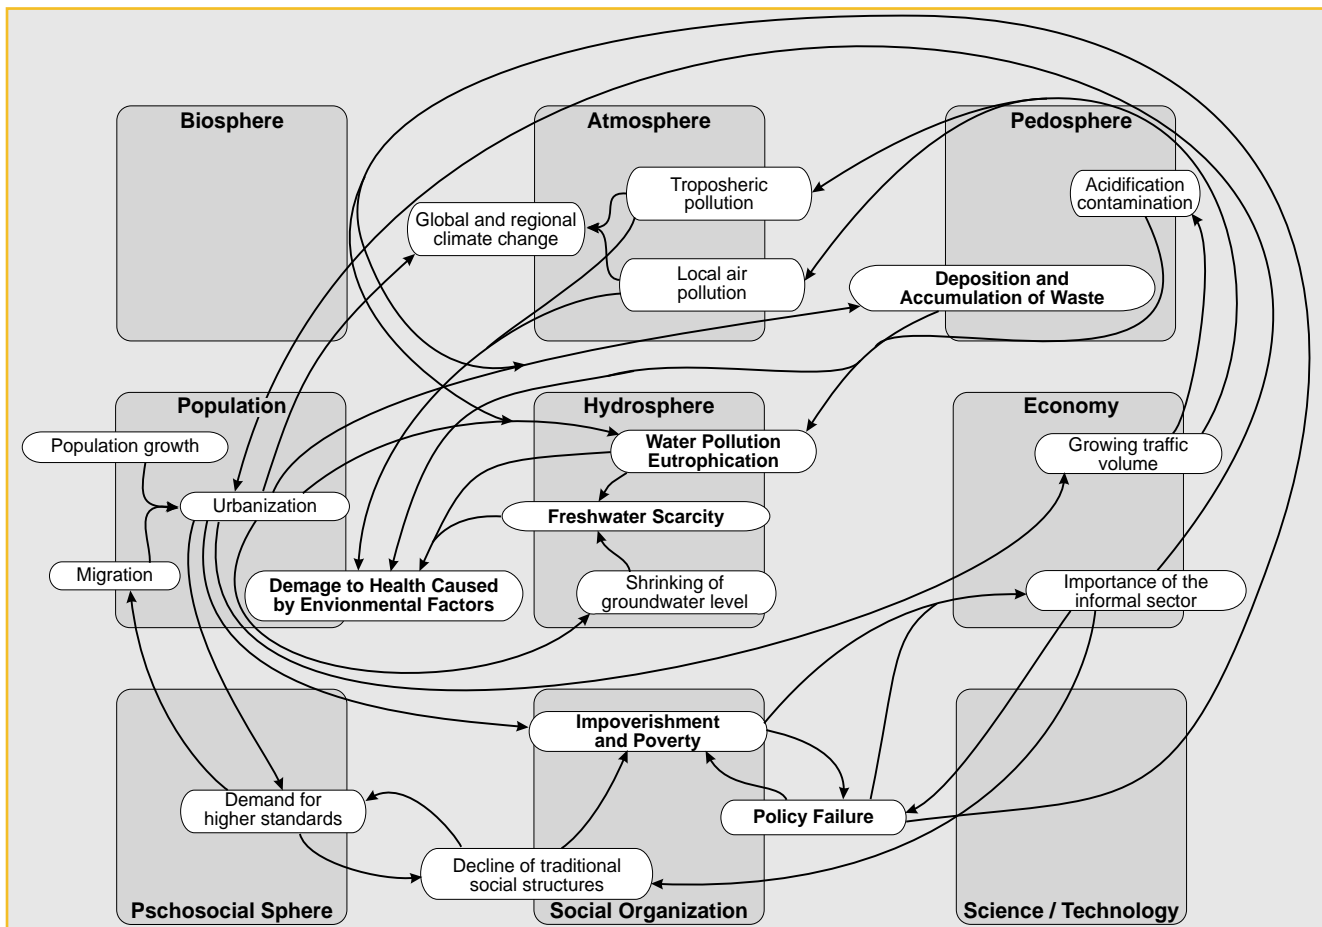 Biosphere
Atmosphere
Pedosphere
Troposheric
pollution
Acidification
contamination
Global and regional
climate change
Local air
pollution
Deposition and
Accumulation of Waste
Population
Hydrosphere
Economy
Population growth
Water Pollution
Eutrophication
Growing traffic
volume
Urbanization
Freshwater Scarcity
Migration
Demage to Health Caused
by Envionmental Factors
Shrinking of
groundwater level
Importance of the
informal sector
Impoverishment
and Poverty
Demand for
higher standards
Policy Failure
Decline of traditional
social structures
Pschosocial Sphere
Social Organization
Science / Technology